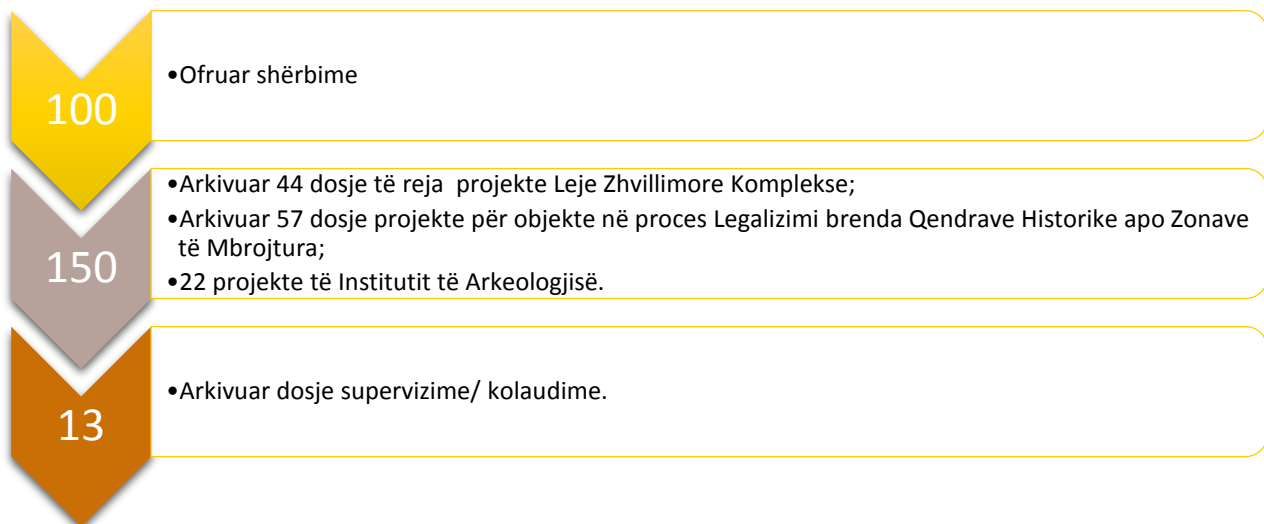 100
•Ofruar shërbime
150
•Arkivuar 44 dosje të reja  projekte Leje Zhvillimore Komplekse;
•Arkivuar 57 dosje projekte për objekte në proces Legalizimi brenda Qendrave Historike apo Zonave
të Mbrojtura;
•22 projekte të Institutit të Arkeologjisë.
13
•Arkivuar dosje supervizime/ kolaudime.